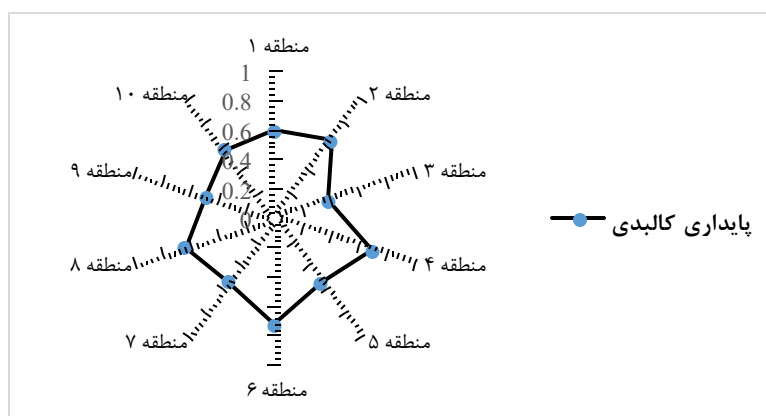 منطقه ۱
منطقه ۲
منطقه ۳
منطقه ۴
منطقه ۵
منطقه ۶
منطقه ۷
منطقه ۸
منطقه ۹
منطقه ۱۰
1
0.8
0.6
0.4
0.2
0
پایداری کالبدی